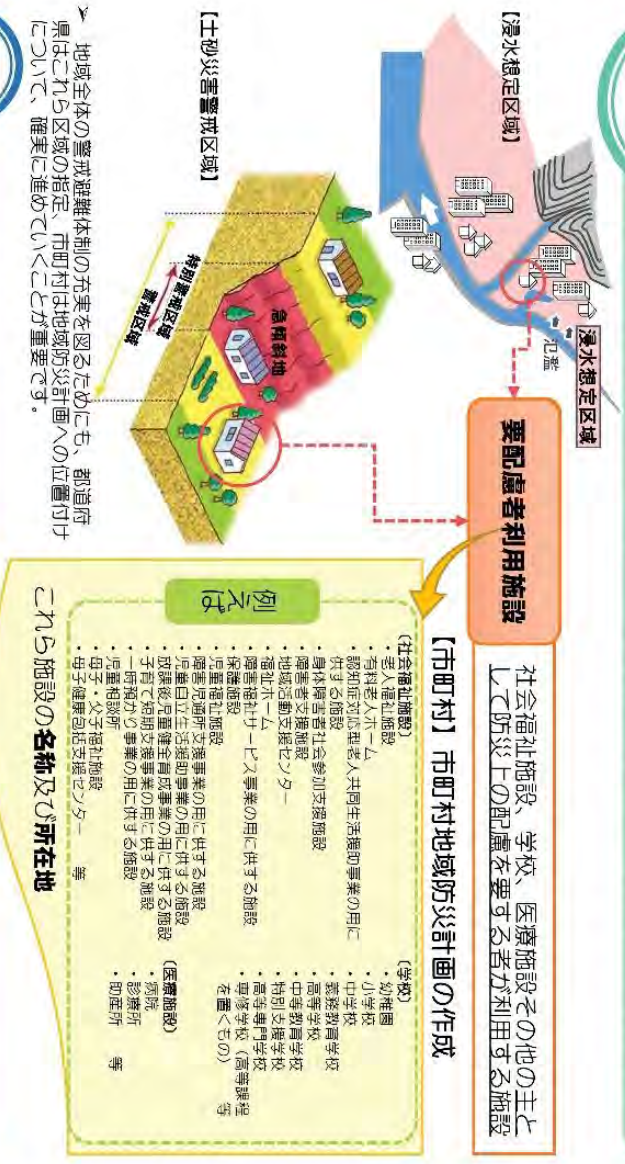 【浸水想定区域】
浸水想定区域
氾濫
【土砂災害警戒区域】
急傾斜地
特別警戒区域
警戒区域
➢ 地域全体の警戒避難体制の充実を図るためにも、都道府
県はこれら区域の指定、市町村は地域防災計画への位置付け
について、確実に進めていくことが重要です。
要配慮者利用施設
社会福祉施設、学校、医療施設その他の主と
して防災上の配慮を要する者が利用する施設
【市町村】市町村地域防災計画の作成
例えば
(社会福祉施設)
・老人福祉施設
・有料老人ホーム
・認知症対応型老人共同生活援助事業の用に
供する施設
・身体障害者社会参加支援施設
・障害者支援施設
・地域活動支援センター
・福祉ホーム
・障害福祉サービス事業の用に供する施設
・保護施設
・児童福祉施設
・障害児通所支援事業の用に供する施設
・児童自立生活援助事業の用に供する施設
・放課後児童健全育成事業の用に供する施設
・子育て短期支援事業の用に供する施設
・一時預かり事業の用に供する施設
・児童相談所
・母子・父子福祉施設
・母子健康包括支援センター 等
(学校)
・幼稚園
・小学校
・中学校
・義務教育学校
・高等学校
・中等教育学校
・特別支援学校
・高等専門学校
・専修学校（高等課程
を置くもの） 等
(医療施設)
・病院
・診療所
・助産所 等
これら施設の名称及び所在地